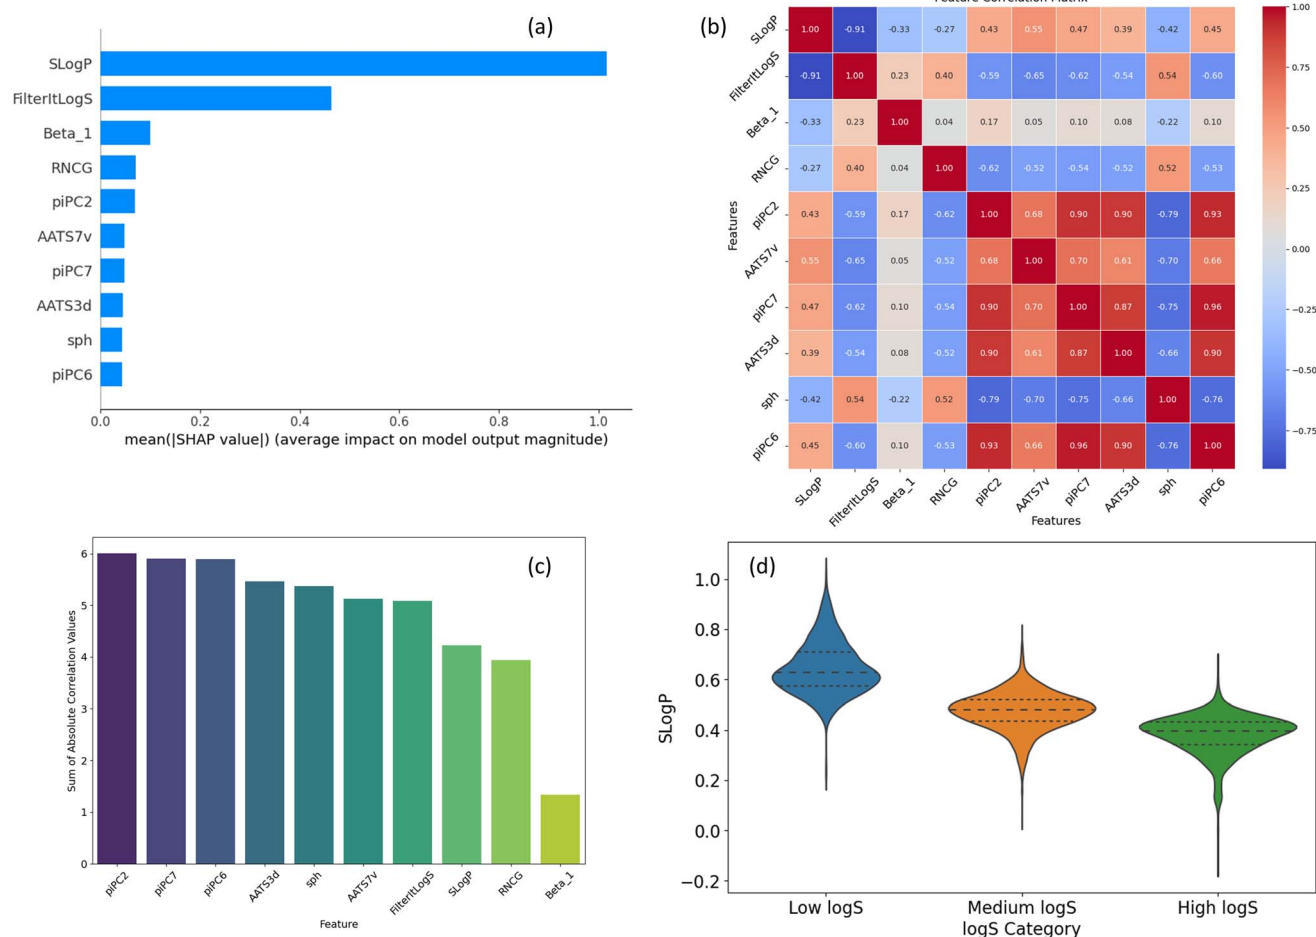 (a)
SLogP
FilterItLogS
Beta_1
RNCG
piPC2
AATS7v
piPC7
AATS3d
sph
piPC6
0.0 0.2 0.4 0.6 0.8 1.0
mean(|SHAP value|) (average impact on model output magnitude)
Feature Correlation Matrix
(b)
SLogP 1.00 -0.91 -0.33 -0.27 0.43 0.55 0.47 0.39 -0.42 0.45
FilterItLogS -0.91 1.00 0.23 0.40 -0.59 -0.65 -0.62 -0.54 0.54 -0.60
Beta_1 -0.33 0.23 1.00 0.04 0.17 0.05 0.10 0.08 -0.22 0.10
RNCG -0.27 0.40 0.04 1.00 -0.62 -0.52 -0.54 -0.52 0.52 -0.53
piPC2 0.43 -0.59 0.17 -0.62 1.00 0.68 0.90 0.90 -0.79 0.93
AATS7v 0.55 -0.65 0.05 -0.52 0.68 1.00 0.70 0.61 -0.70 0.66
piPC7 0.47 -0.62 0.10 -0.54 0.90 0.70 1.00 0.87 -0.75 0.96
AATS3d 0.39 -0.54 0.08 -0.52 0.90 0.61 0.87 1.00 -0.66 0.90
sph -0.42 0.54 -0.22 0.52 -0.79 -0.70 -0.75 -0.66 1.00 -0.76
piPC6 0.45 -0.60 0.10 -0.53 0.93 0.66 0.96 0.90 -0.76 1.00
Features
SLogP FilterItLogS Beta_1 RNCG piPC2 AATS7v piPC7 AATS3d sph piPC6
Features
1.00
0.75
0.50
0.25
0.00
−0.25
−0.50
−0.75
(c)
Sum of Absolute Correlation Values
6
5
4
3
2
1
0
piPC2 piPC7 piPC6 AATS3d sph AATS7v FilterItLogS SLogP RNCG Beta_1
Feature
(d)
SLogP
1.0
0.8
0.6
0.4
0.2
0.0
−0.2
Low logS Medium logS High logS
logS Category